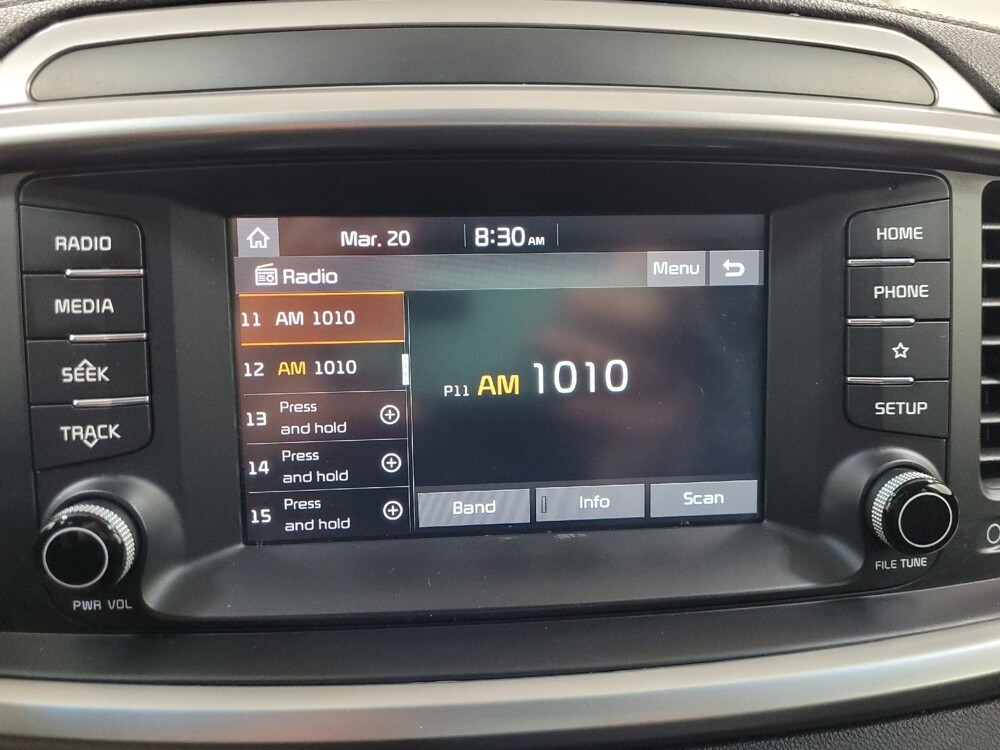 RADIO
MEDIA
SEEK
TRACK
PWR VOL
Mar. 20 8:30 AM
Radio
Menu
11 AM 1010
12 AM 1010
13 Press and hold
14 Press and hold
15 Press and hold
P11 AM 1010
Band
Info
Scan
HOME
PHONE
SETUP
FILE TUNE